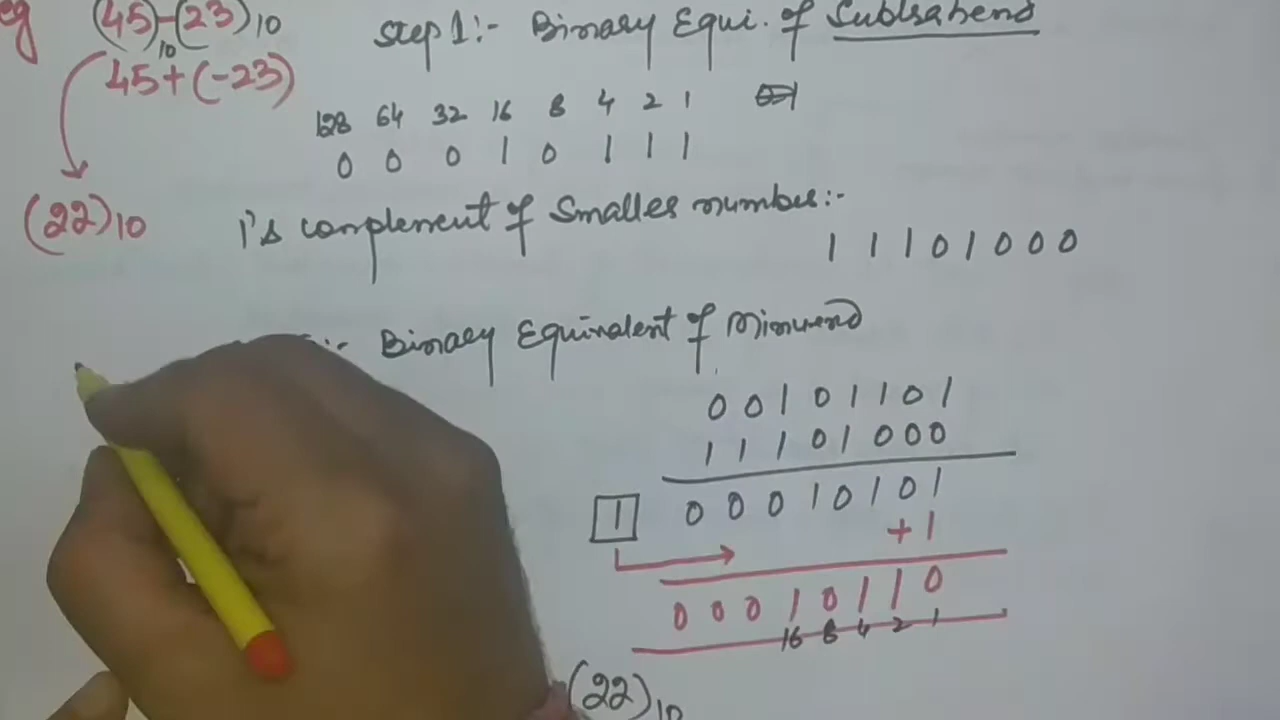 eg (45)10-(23)10
45+(-23)
(22)10
Step 1:- Binary Equi. of Subtrahend
128 64 32 16 8 4 2 1
0 0 0 1 0 1 1 1
1's complement of Smaller number:-
1 1 1 0 1 0 0 0
:- Binary Equivalent of Minuend
0 0 1 0 1 1 0 1
1 1 1 0 1 0 0 0
1 0 0 0 1 0 1 0 1
+1
0 0 0 1 0 1 1 0
16 8 4 2 1
(22)10